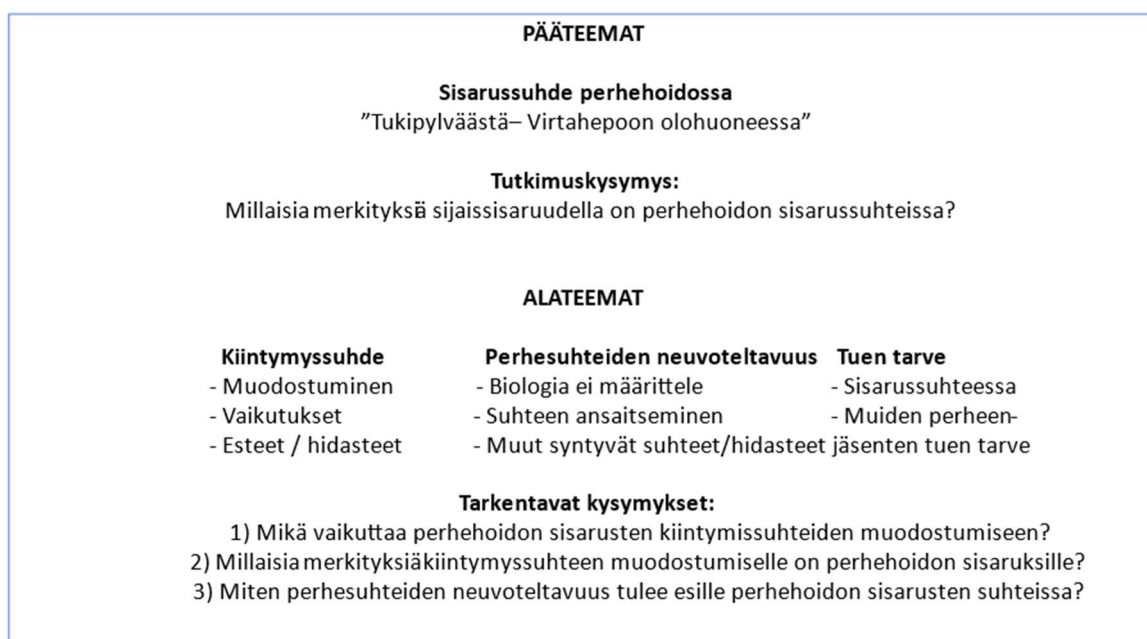 PÄÄTEEMAT
Sisarussuhde perhehoidossa
”Tukipylväästä– Virtahepoon olohuoneessa”
Tutkimuskysymys:
Millaisia merkityksiä sijaissisaruudella on perhehoidon sisarussuhteissa?
ALATEEMAT
Kiintymyssuhde Perhesuhteiden neuvoteltavuus Tuen tarve
- Muodostuminen - Biologia ei määrittele - Sisarussuhteessa
- Vaikutukset - Suhteen ansaitseminen - Muiden perheen-
- Esteet / hidasteet - Muut syntyvät suhteet/hidasteet jäsenten tuen tarve
Tarkentavat kysymykset:
1) Mikä vaikuttaa perhehoidon sisarusten kiintymissuhteiden muodostumiseen?
2) Millaisia merkityksiäkiintymyssuhteen muodostumiselle on perhehoidon sisaruksille?
3) Miten perhesuhteiden neuvoteltavuus tulee esille perhehoidon sisarusten suhteissa?